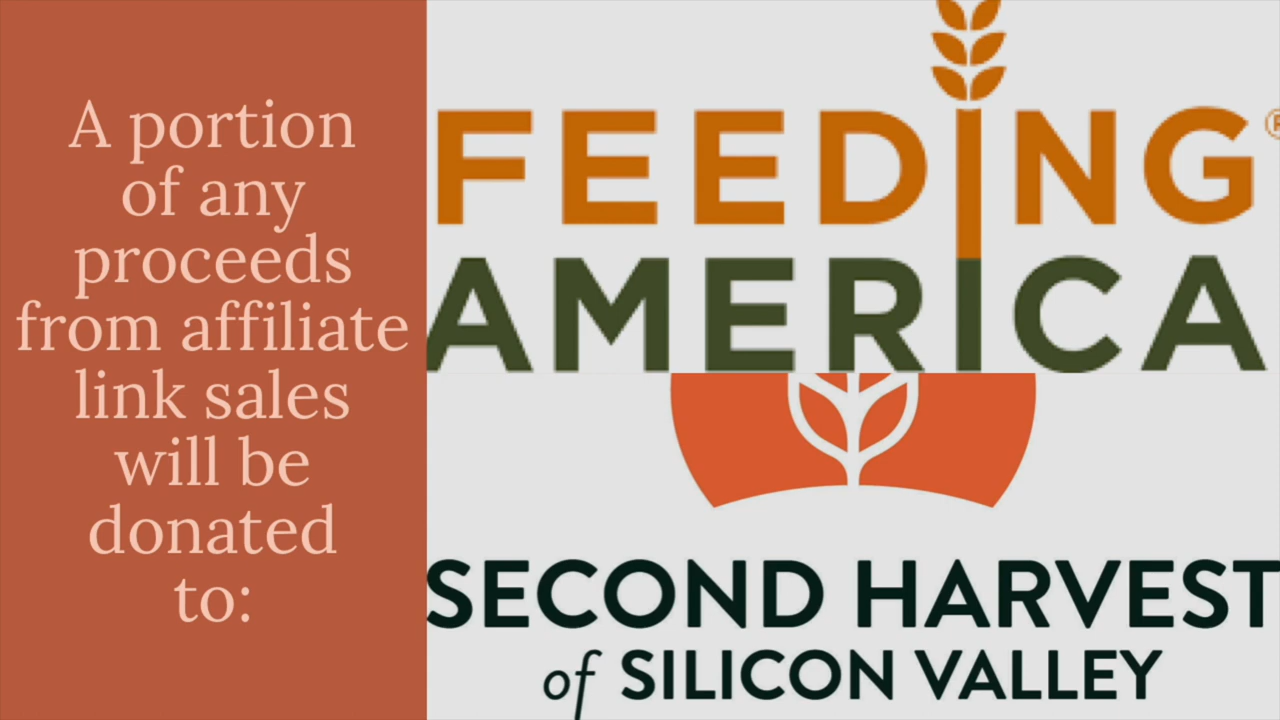 A portion
of any
proceeds
from affiliate
link sales
will be
donated
to:
FEEDING®
AMERICA
SECOND HARVEST
of SILICON VALLEY